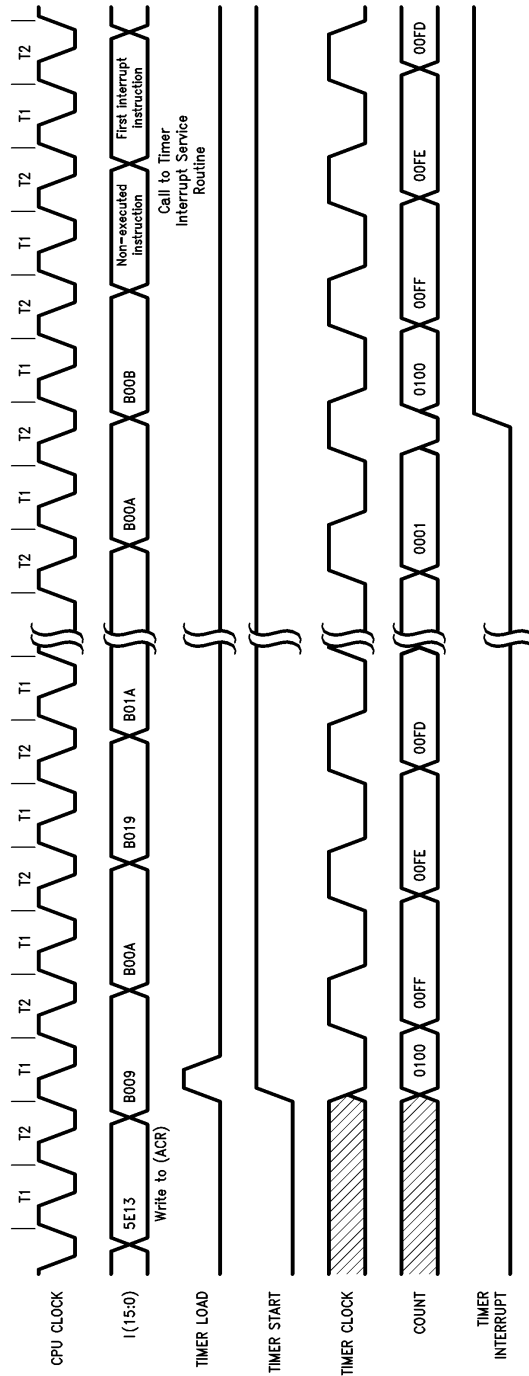 T1 T2 T1 T2 T1 T2 T1 T2 T1 T2 T1 T2 T1 T2 T1 T2 T1 T2
CPU CLOCK
I(15:0) 5E13 B009 B00A B019 B01A B00A B00B
Non-executed
instruction
First interrupt
instruction
Write to (ACR)
Call to Timer
Interrupt Service
Routine
TIMER LOAD
TIMER START
TIMER CLOCK
COUNT 0100 00FF 00FE 00FD 0001 0100 00FF 00FE 00FD
TIMER
INTERRUPT